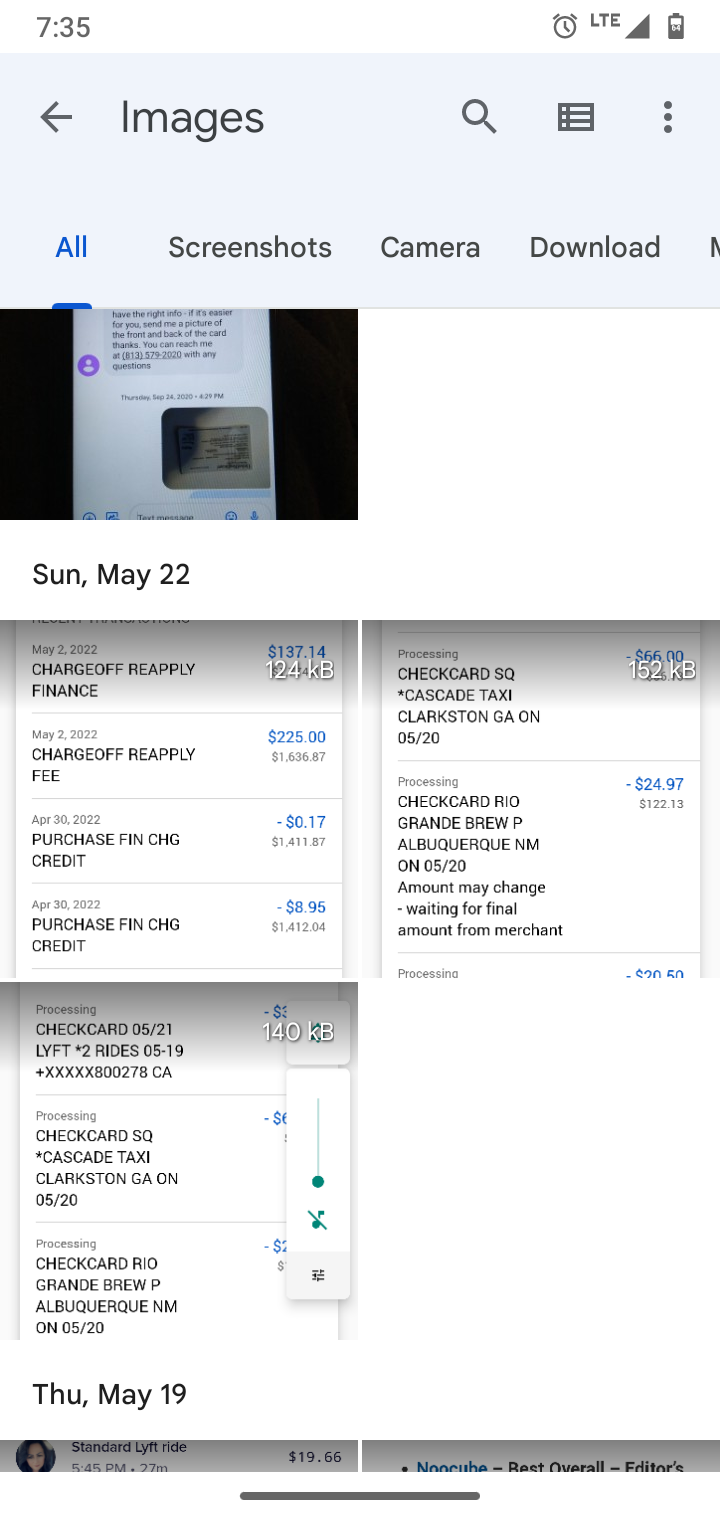 7:35
LTE
64
Images
All Screenshots Camera Download
have the right info - if it's easier
for you, send me a picture of
the front and back of the card
thanks. You can reach me
at (813) 579-2020 with any
questions
Thursday, Sep 24, 2020 • 4:29 PM
Text message
Sun, May 22
RECENT TRANSACTIONS
May 2, 2022 $137.14
124 kB
CHARGEOFF REAPPLY
FINANCE
May 2, 2022 $225.00
CHARGEOFF REAPPLY $1,636.87
FEE
Apr 30, 2022 - $0.17
PURCHASE FIN CHG $1,411.87
CREDIT
Apr 30, 2022 - $8.95
PURCHASE FIN CHG $1,412.04
CREDIT
Processing - $66.00
152 kB
CHECKCARD SQ
*CASCADE TAXI
CLARKSTON GA ON
05/20
Processing - $24.97
CHECKCARD RIO $122.13
GRANDE BREW P
ALBUQUERQUE NM
ON 05/20
Amount may change
- waiting for final
amount from merchant
Processing - $20.50
Processing - $3
140 kB
CHECKCARD 05/21
LYFT *2 RIDES 05-19
+XXXXX800278 CA
Processing - $6
CHECKCARD SQ
*CASCADE TAXI
CLARKSTON GA ON
05/20
Processing - $2
CHECKCARD RIO $
GRANDE BREW P
ALBUQUERQUE NM
ON 05/20
Thu, May 19
Standard Lyft ride $19.66
5:45 PM • 27m
• Noocube – Best Overall – Editor's